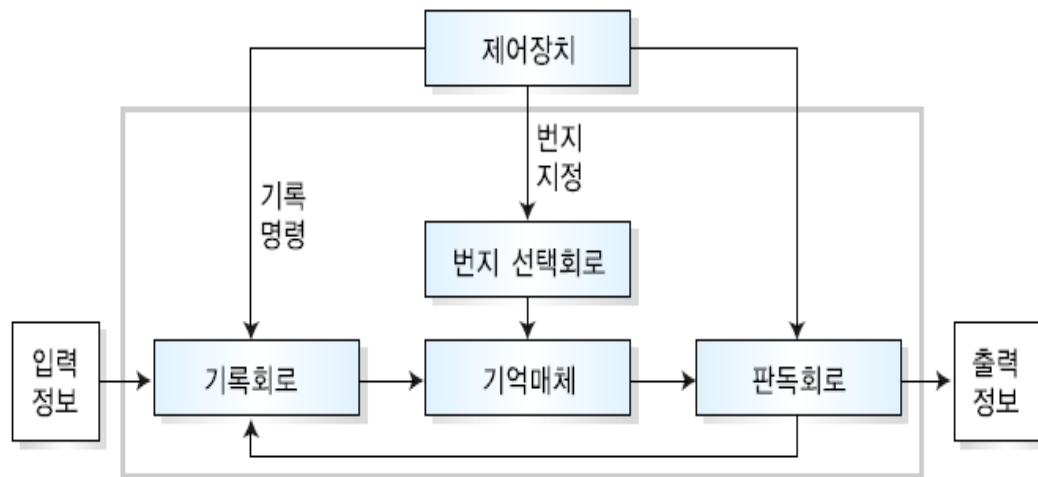 제어장치
번지
지정
기록
명령
번지 선택회로
입력
정보
기록회로
기억매체
판독회로
출력
정보